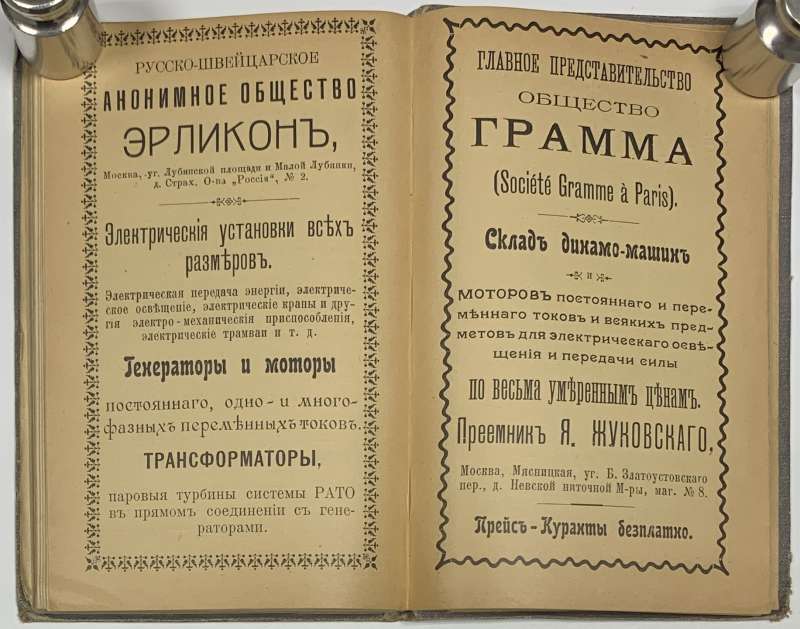 РУССКО-ШВЕЙЦАРСКОЕ
АНОНИМНОЕ ОБЩЕСТВО
ЭРЛИКОНЪ,
Москва, уг. Лубянской площади и Малой Лубянки,
д. Страх. О-ва „Россія“, № 2.
Электрическія установки всѣхъ
размѣровъ.
Электрическая передача энергіи, электриче-
ское освѣщеніе, электрическіе краны и дру-
гія электро-механическія приспособленія,
электрическіе трамваи и т. д.
Генераторы и моторы
постояннаго, одно- и много-
фазныхъ перемѣнныхъ токовъ.
ТРАНСФОРМАТОРЫ,
паровыя турбины системы РАТО
въ прямомъ соединеніи съ гене-
раторами.
ГЛАВНОЕ ПРЕДСТАВИТЕЛЬСТВО
ОБЩЕСТВО
ГРАММА
(Société Gramme à Paris).
Складъ динамо-машинъ
и
МОТОРОВЪ постояннаго и пере-
мѣннаго токовъ и всякихъ пред-
метовъ для электрическаго освѣ-
щенія и передачи силы
по весьма умѣреннымъ цѣнамъ.
Преемникъ Я. ЖУКОВСКАГО,
Москва, Мясницкая, уг. Б. Златоустовскаго
пер., д. Невской ниточной М-ры, маг. № 8.
Прейсъ-Куранты безплатно.